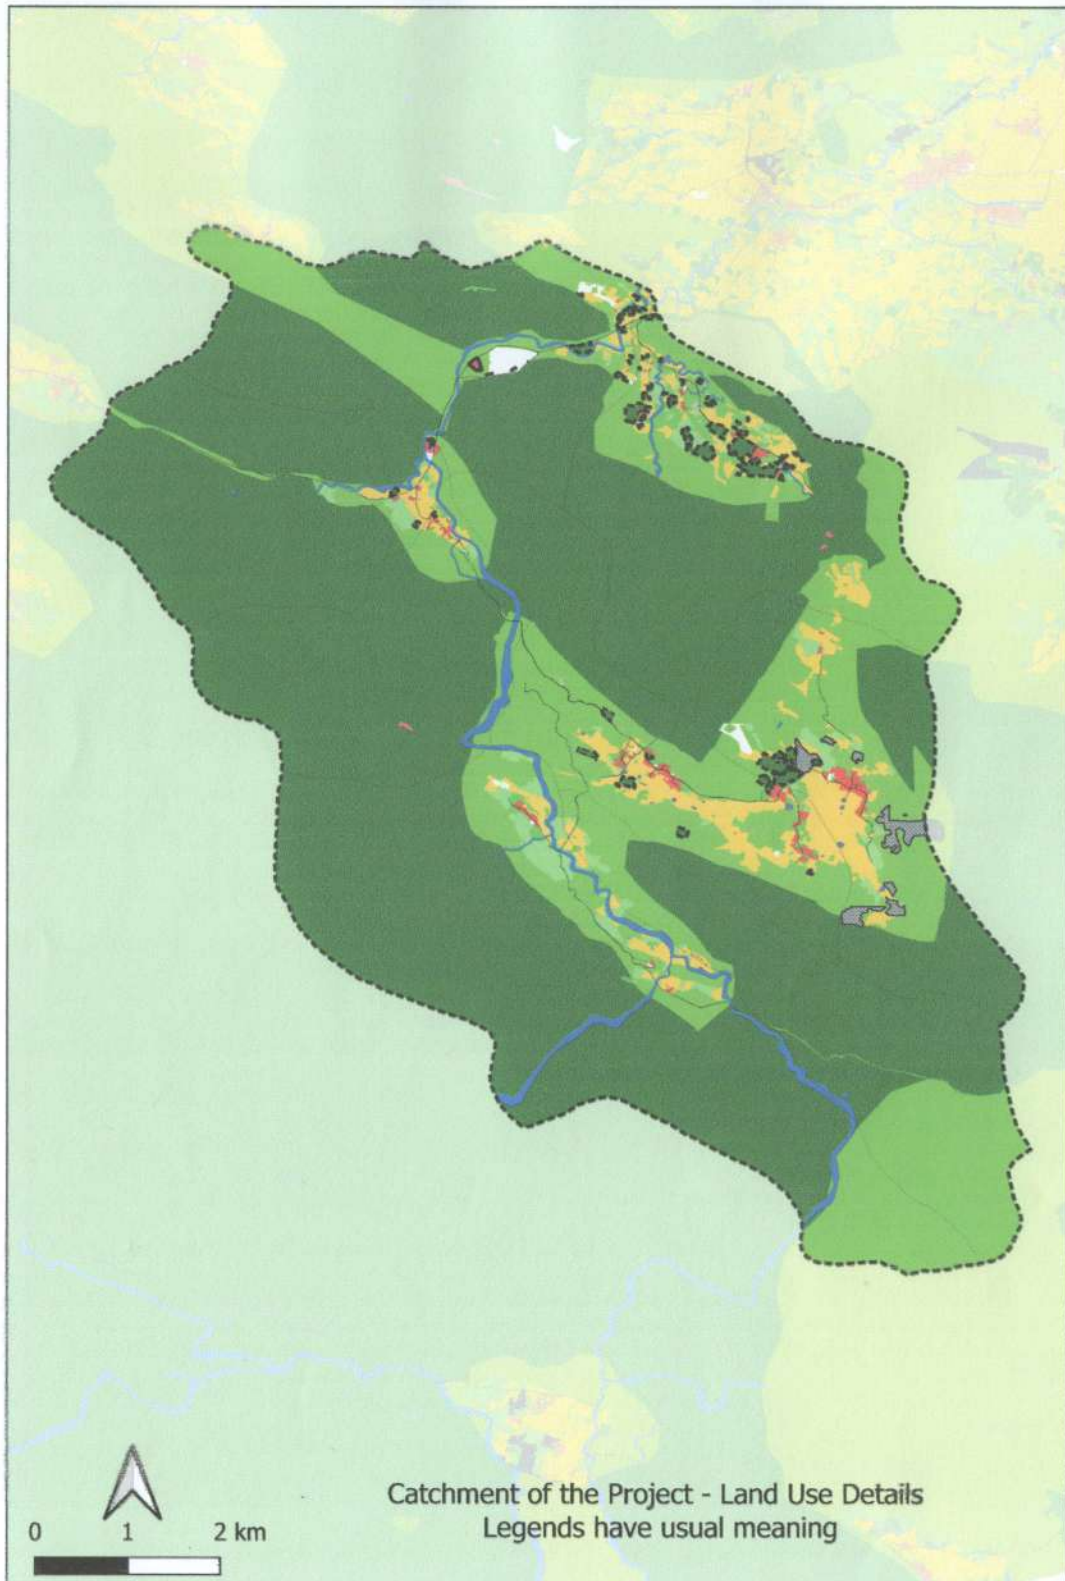 Catchment of the Project - Land Use Details
Legends have usual meaning
0 1 2 km